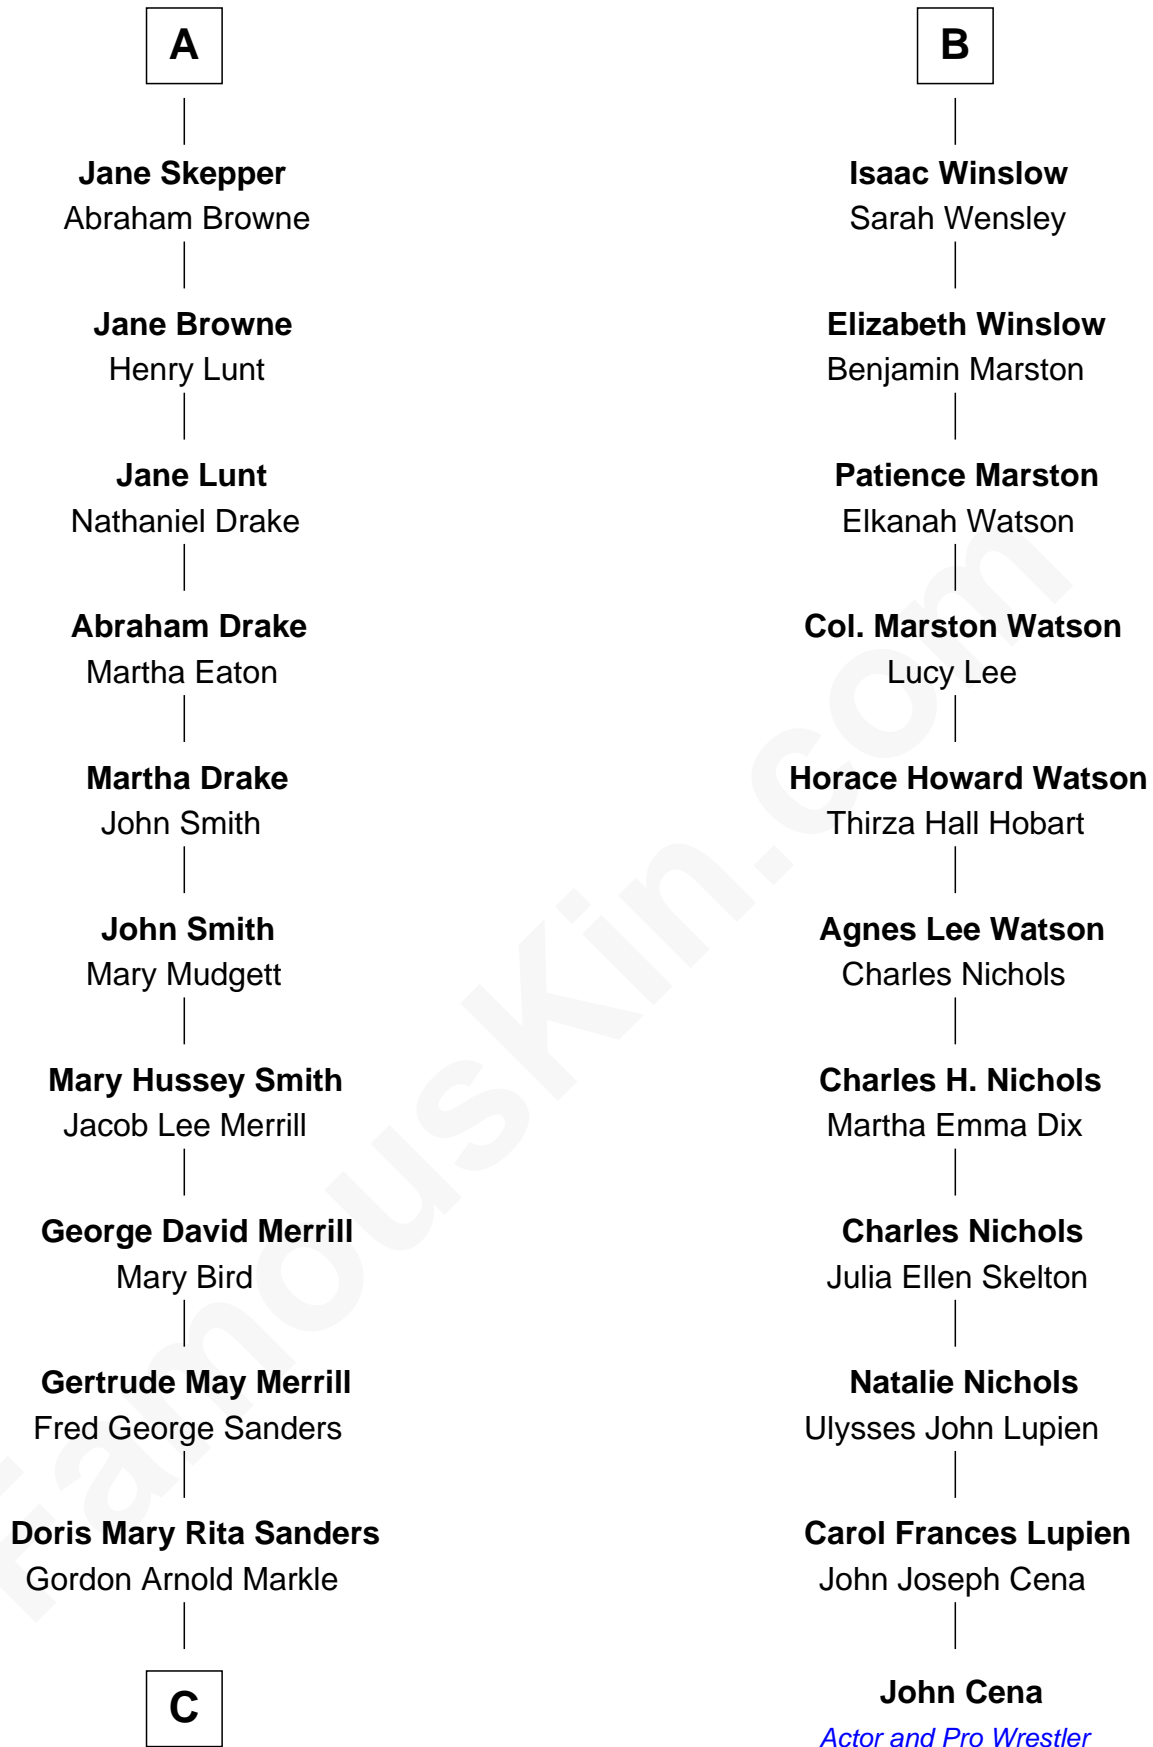 A
Jane Skepper
Abraham Browne
Jane Browne
Henry Lunt
Jane Lunt
Nathaniel Drake
Abraham Drake
Martha Eaton
Martha Drake
John Smith
John Smith
Mary Mudgett
Mary Hussey Smith
Jacob Lee Merrill
George David Merrill
Mary Bird
Gertrude May Merrill
Fred George Sanders
Doris Mary Rita Sanders
Gordon Arnold Markle
C
B
Isaac Winslow
Sarah Wensley
Elizabeth Winslow
Benjamin Marston
Patience Marston
Elkanah Watson
Col. Marston Watson
Lucy Lee
Horace Howard Watson
Thirza Hall Hobart
Agnes Lee Watson
Charles Nichols
Charles H. Nichols
Martha Emma Dix
Charles Nichols
Julia Ellen Skelton
Natalie Nichols
Ulysses John Lupien
Carol Frances Lupien
John Joseph Cena
John Cena
Actor and Pro Wrestler
FamousKin.com